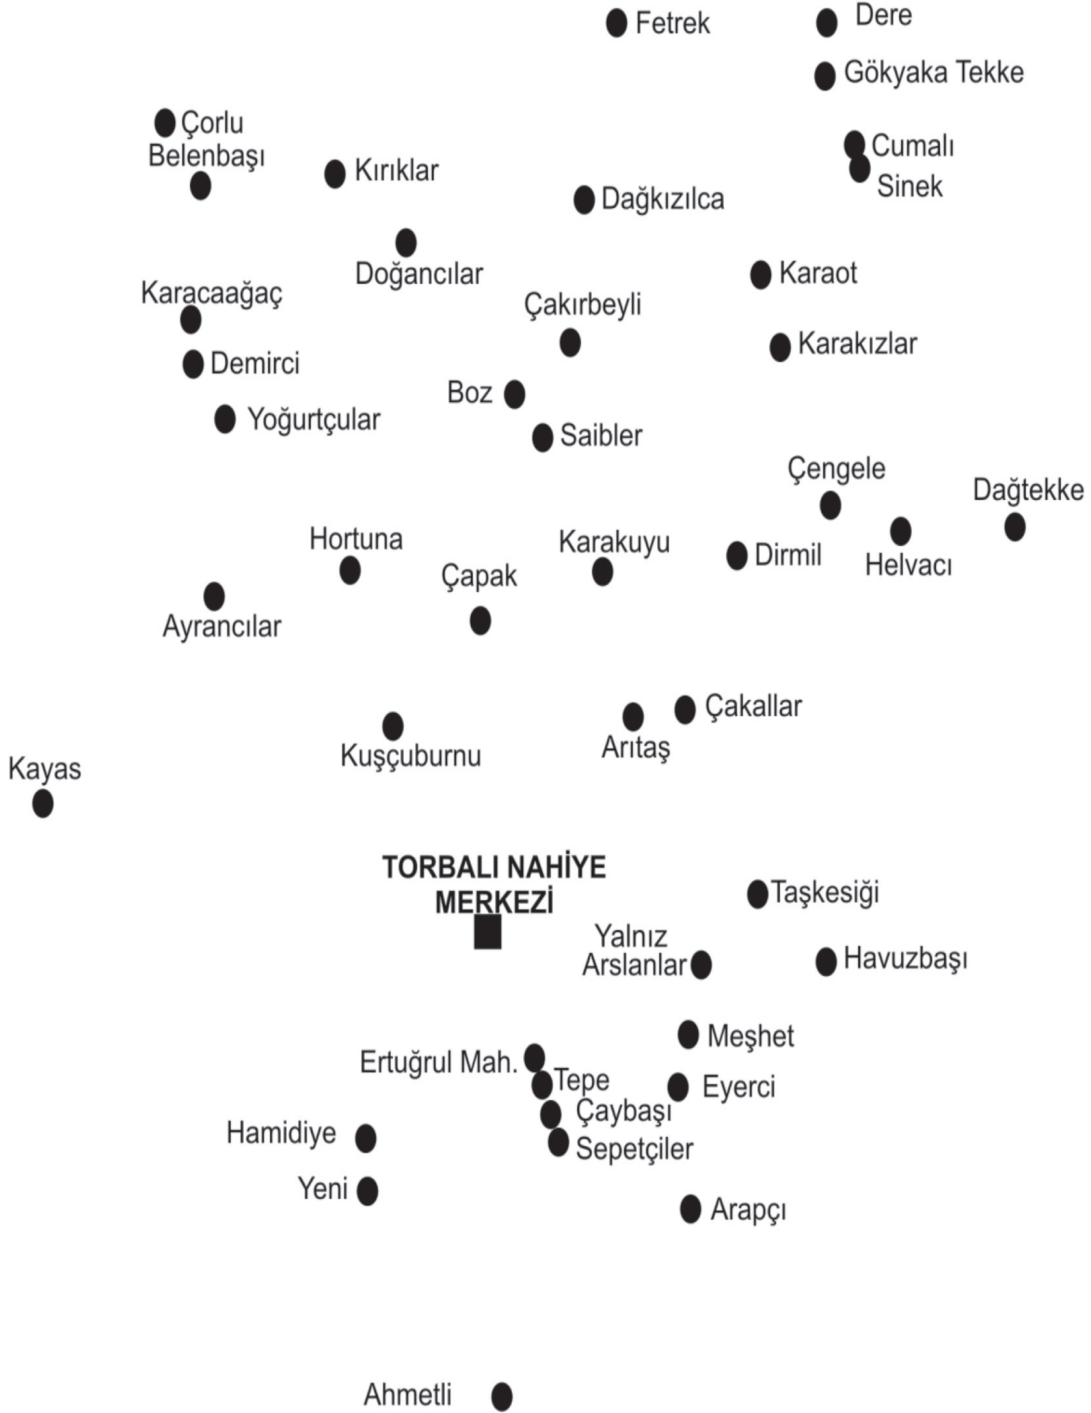 Fetrek
Dere
Gökyaka Tekke
Çorlu
Belenbaşı
Kırıklar
Cumalı
Sinek
Dağkızılca
Doğancılar
Karaot
Karacaağaç
Çakırbeyli
Karakızlar
Demirci
Boz
Yoğurtçular
Saibler
Çengele
Dağtekke
Hortuna
Karakuyu
Dirmil
Helvacı
Çapak
Ayrancılar
Çakallar
Kuşçuburnu
Arıtaş
Kayas
TORBALI NAHİYE
MERKEZİ
Taşkesiği
Yalnız
Arslanlar
Havuzbaşı
Meşhet
Ertuğrul Mah.
Tepe
Eyerci
Çaybaşı
Hamidiye
Sepetçiler
Yeni
Arapçı
Ahmetli